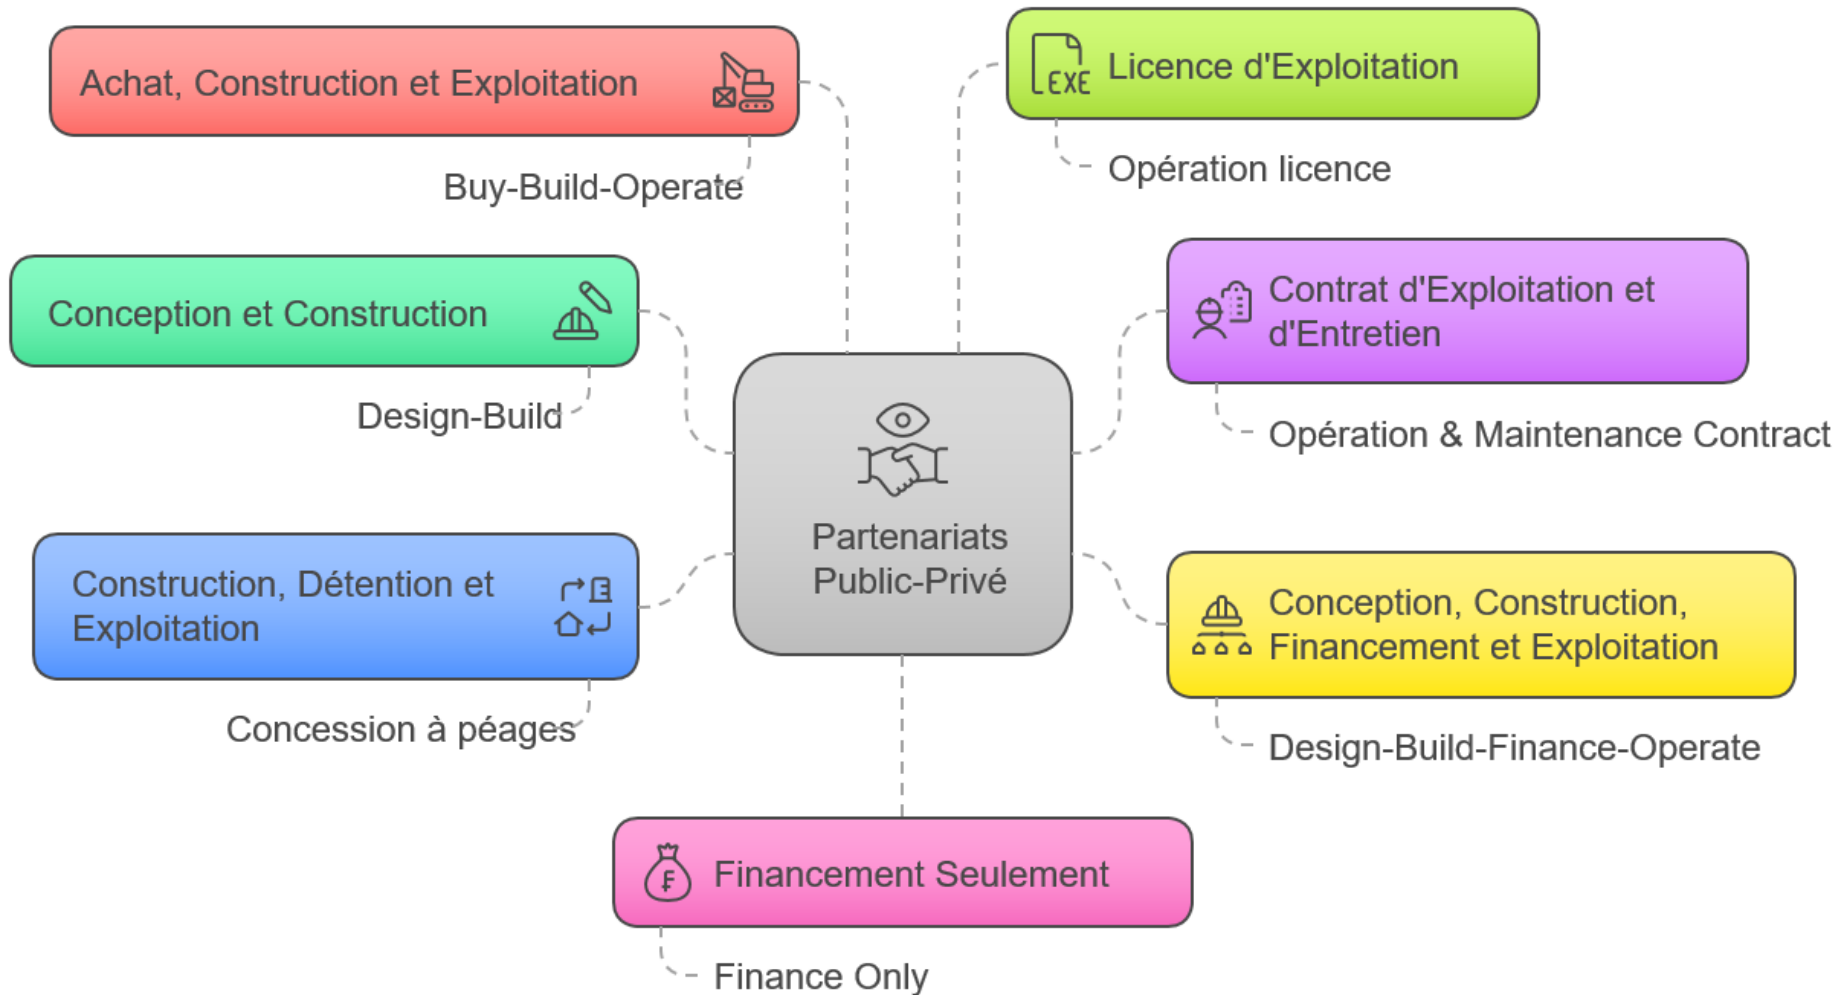 Achat, Construction et Exploitation
Buy-Build-Operate
Licence d'Exploitation
EXE
Opération licence
Conception et Construction
Design-Build
Contrat d'Exploitation et
d'Entretien
Opération & Maintenance Contract
Partenariats
Public-Privé
Construction, Détention et
Exploitation
Concession à péages
Conception, Construction,
Financement et Exploitation
Design-Build-Finance-Operate
Financement Seulement
Finance Only